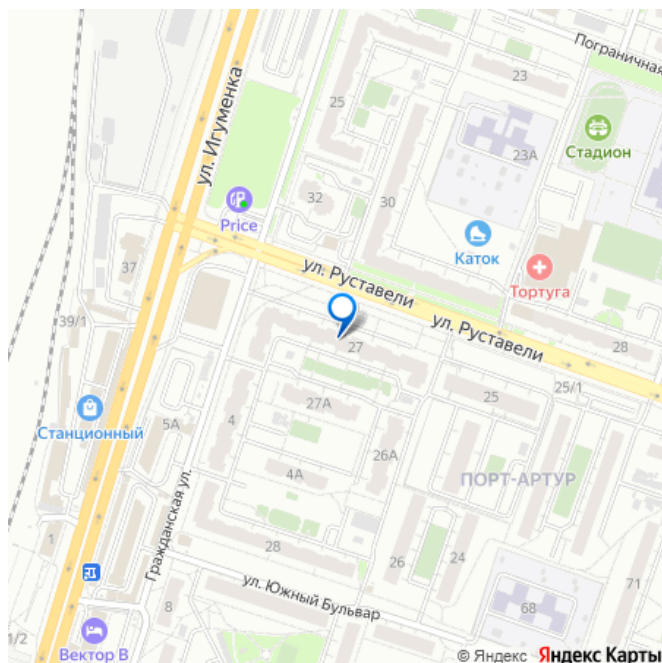 Пограничная
23
ул. Игуменка
25
23А
Стадион
Price
32
30
Каток
Тортуга
37
ул. Руставели
ул. Руставели
39/1
27
28
25/1
25
27А
Станционный
5А
4
26А
4А
ПОРТ-АРТУР
Гражданская ул.
1
28
26
24
71
ул. Южный Бульвар
8
68
1/2
Вектор В
© Яндекс Яндекс Карты